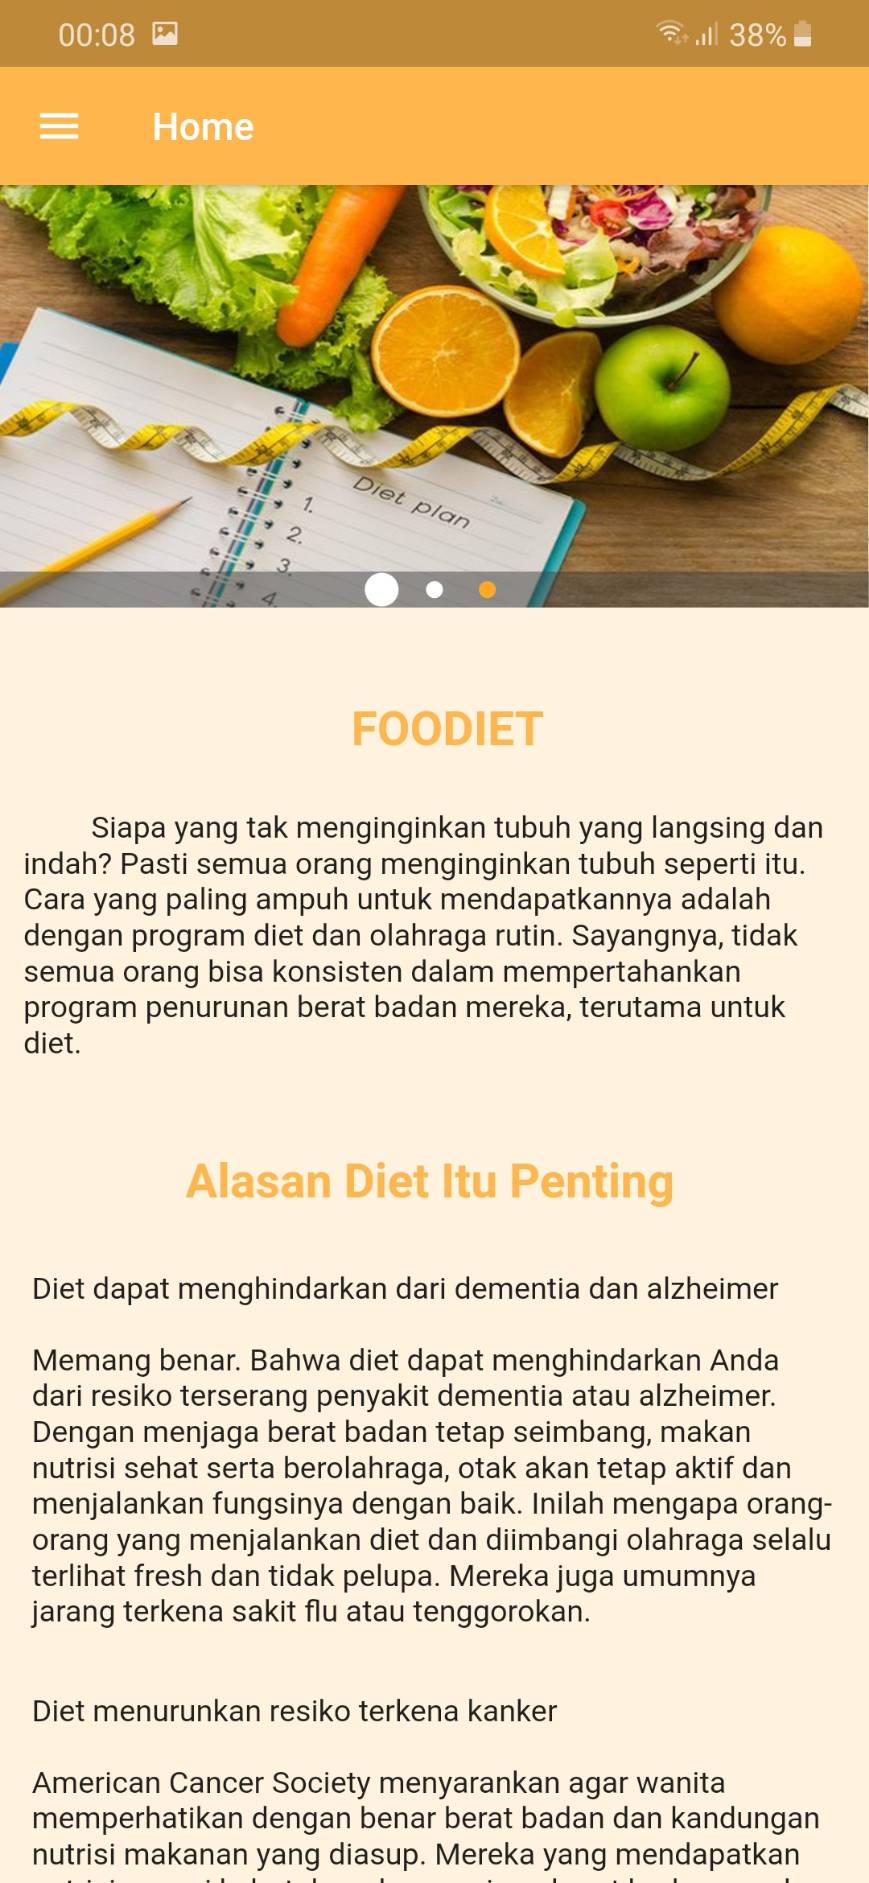 00:08
38%
Home
Diet plan
1.
2.
3.
4.
FOODIET
Siapa yang tak menginginkan tubuh yang langsing dan
indah? Pasti semua orang menginginkan tubuh seperti itu.
Cara yang paling ampuh untuk mendapatkannya adalah
dengan program diet dan olahraga rutin. Sayangnya, tidak
semua orang bisa konsisten dalam mempertahankan
program penurunan berat badan mereka, terutama untuk
diet.
Alasan Diet Itu Penting
Diet dapat menghindarkan dari dementia dan alzheimer
Memang benar. Bahwa diet dapat menghindarkan Anda
dari resiko terserang penyakit dementia atau alzheimer.
Dengan menjaga berat badan tetap seimbang, makan
nutrisi sehat serta berolahraga, otak akan tetap aktif dan
menjalankan fungsinya dengan baik. Inilah mengapa orang-
orang yang menjalankan diet dan diimbangi olahraga selalu
terlihat fresh dan tidak pelupa. Mereka juga umumnya
jarang terkena sakit flu atau tenggorokan.
Diet menurunkan resiko terkena kanker
American Cancer Society menyarankan agar wanita
memperhatikan dengan benar berat badan dan kandungan
nutrisi makanan yang diasup. Mereka yang mendapatkan